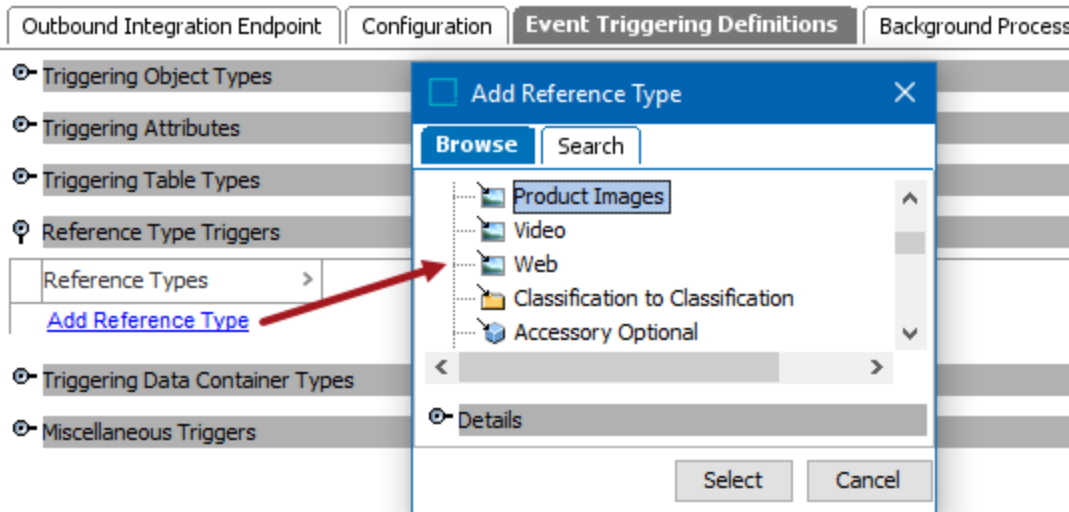 Outbound Integration Endpoint
Configuration
Event Triggering Definitions
Background Process
Triggering Object Types
Triggering Attributes
Triggering Table Types
Reference Type Triggers
Reference Types >
Add Reference Type
Triggering Data Container Types
Miscellaneous Triggers
Add Reference Type
Browse
Search
Product Images
Video
Web
Classification to Classification
Accessory Optional
Details
Select
Cancel